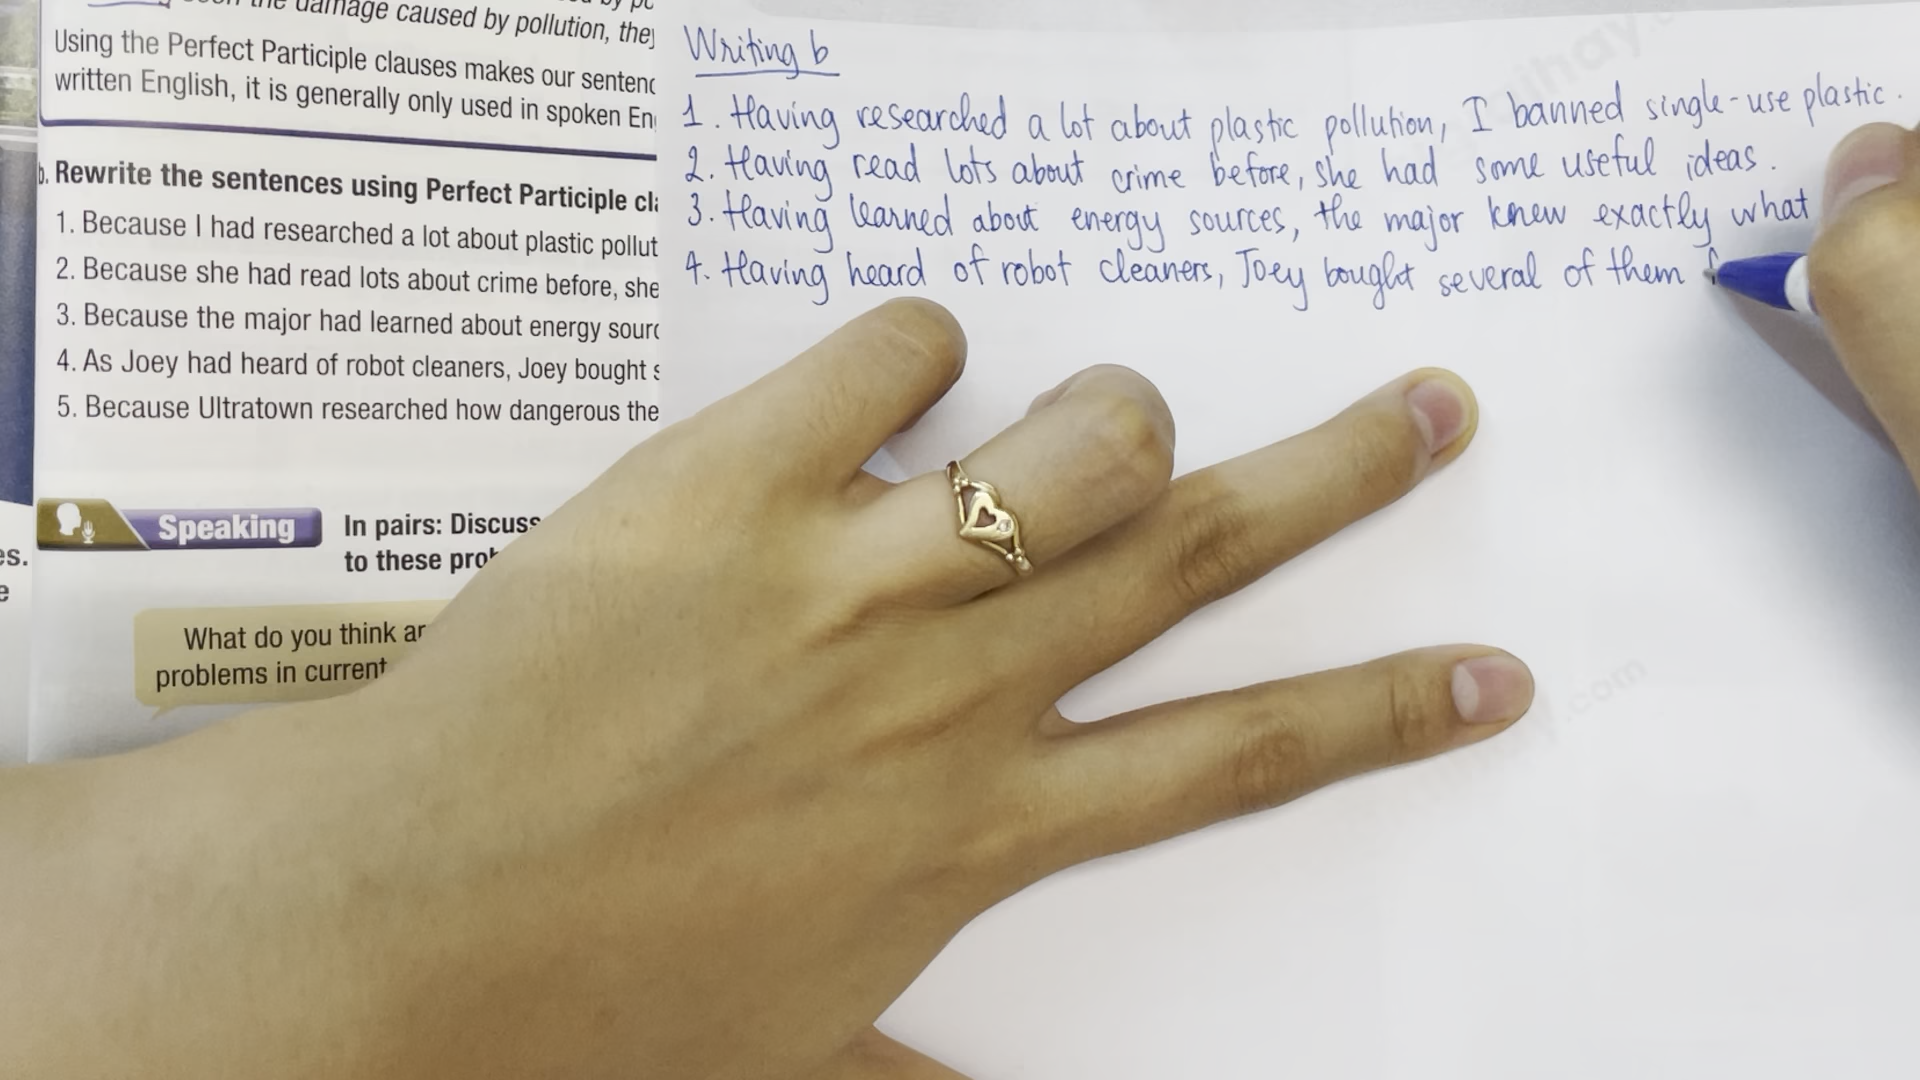 the damage caused by pollution, they
Using the Perfect Participle clauses makes our sentenc
written English, it is generally only used in spoken En
b. Rewrite the sentences using Perfect Participle cla
1. Because I had researched a lot about plastic pollut
2. Because she had read lots about crime before, she
3. Because the major had learned about energy sourc
4. As Joey had heard of robot cleaners, Joey bought s
5. Because Ultratown researched how dangerous the
Speaking
In pairs: Discuss
to these prob
What do you think ar
problems in current
es.
e
Writing b
1. Having researched a lot about plastic pollution, I banned single-use plastic.
2. Having read lots about crime before, she had some useful ideas.
3. Having learned about energy sources, the major knew exactly what
4. Having heard of robot cleaners, Joey bought several of them f